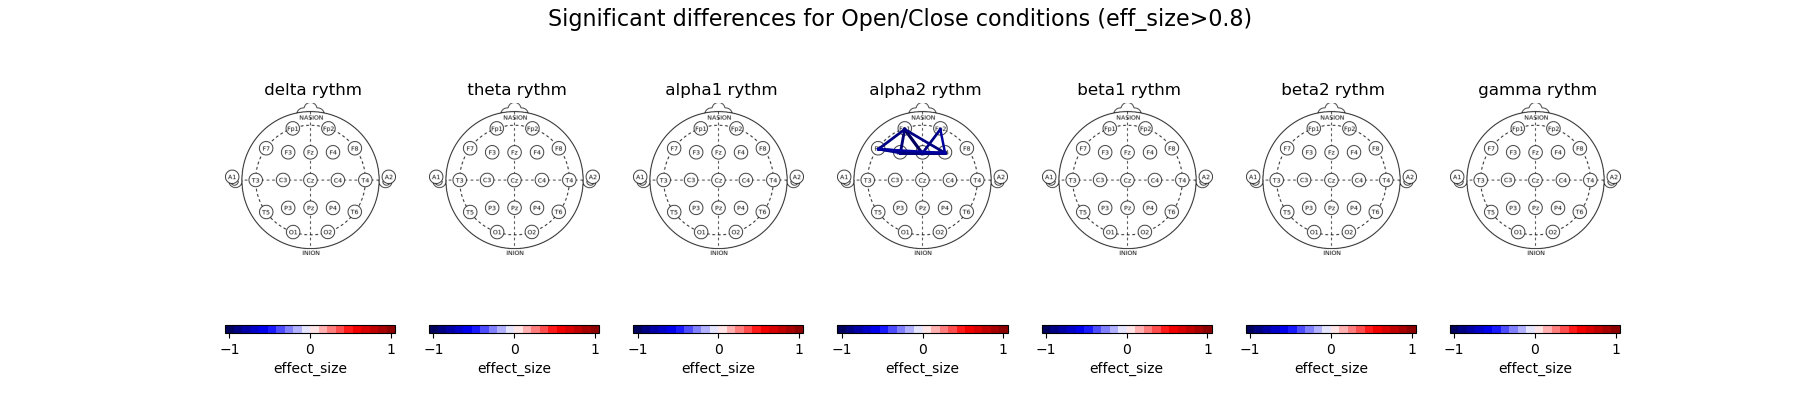 Significant differences for Open/Close conditions (eff_size>0.8)
delta rythm theta rythm alpha1 rythm alpha2 rythm beta1 rythm beta2 rythm gamma rythm
NASION NASION NASION NASION NASION NASION NASION
Fp1 Fp2 Fp1 Fp2 Fp1 Fp2 Fp1 Fp2 Fp1 Fp2 Fp1 Fp2
F7 F3 Fz F4 F8 F7 F3 Fz F4 F8 F7 F3 Fz F4 F8 F8 F7 F3 Fz F4 F8 F7 F3 Fz F4 F8 F7 F3 Fz F4 F8
A1 T3 C3 Cz C4 T4 A2 A1 T3 C3 Cz C4 T4 A2 A1 T3 C3 Cz C4 T4 A2 A1 T3 C3 Cz C4 T4 A2 A1 T3 C3 Cz C4 T4 A2 A1 T3 C3 Cz C4 T4 A2 A1 T3 C3 Cz C4 T4 A2
T5 P3 Pz P4 T6 T5 P3 Pz P4 T6 T5 P3 Pz P4 T6 T5 P3 Pz P4 T6 T5 P3 Pz P4 T6 T5 P3 Pz P4 T6 T5 P3 Pz P4 T6
O1 O2 O1 O2 O1 O2 O1 O2 O1 O2 O1 O2 O1 O2
INION INION INION INION INION INION INION
−1 0 1 −1 0 1 −1 0 1 −1 0 1 −1 0 1 −1 0 1 −1 0 1
effect_size effect_size effect_size effect_size effect_size effect_size effect_size